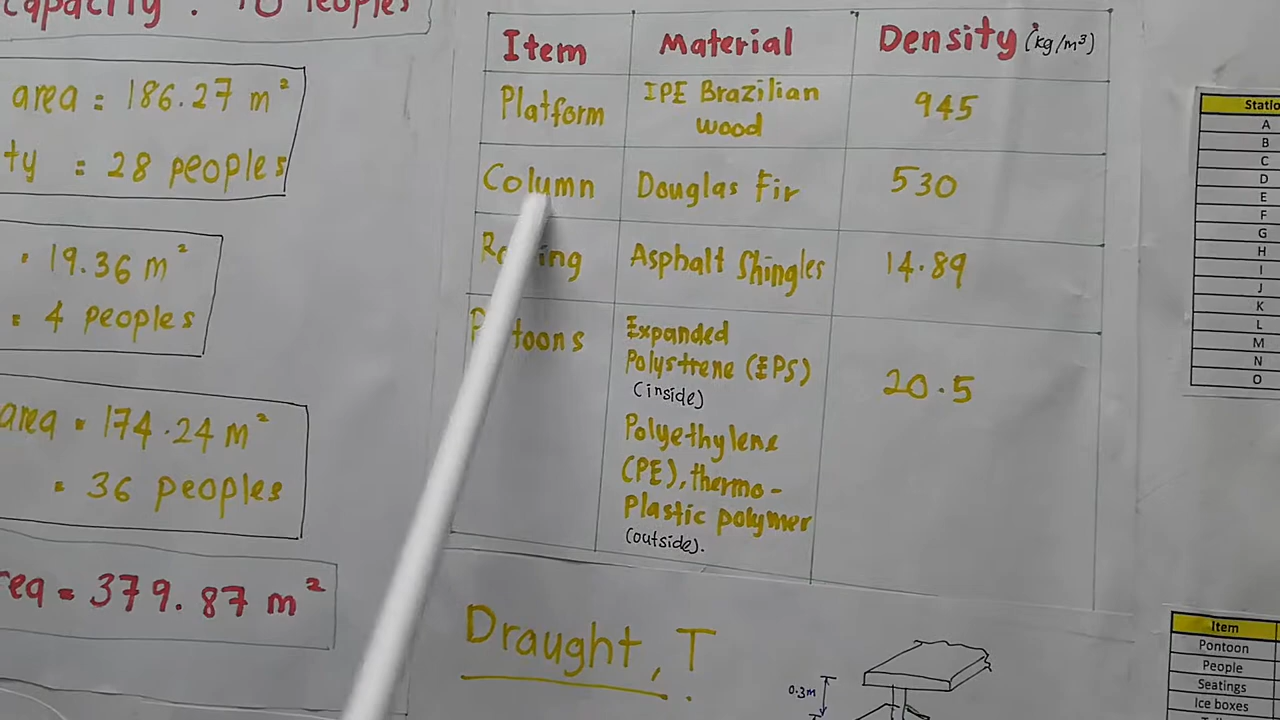 capacity : 10 Peoples
area = 186.27 m²
ty = 28 peoples
= 19.36 m²
= 4 peoples
area = 174.24 m²
= 36 peoples
rea = 379.87 m²
Item Material Density (kg/m³)
Platform IPE Brazilian wood 945
Column Douglas Fir 530
Ro ing Asphalt Shingles 14.89
P toons Expanded
Polystrene (EPS)
(inside)
20.5
Polyethylene
(PE), thermo-
Plastic polymer
(outside).
Draught, T
0.3m
Statio
A
B
C
D
E
F
G
H
I
J
K
L
M
N
O
Item
Pontoon
People
Seatings
Ice boxes